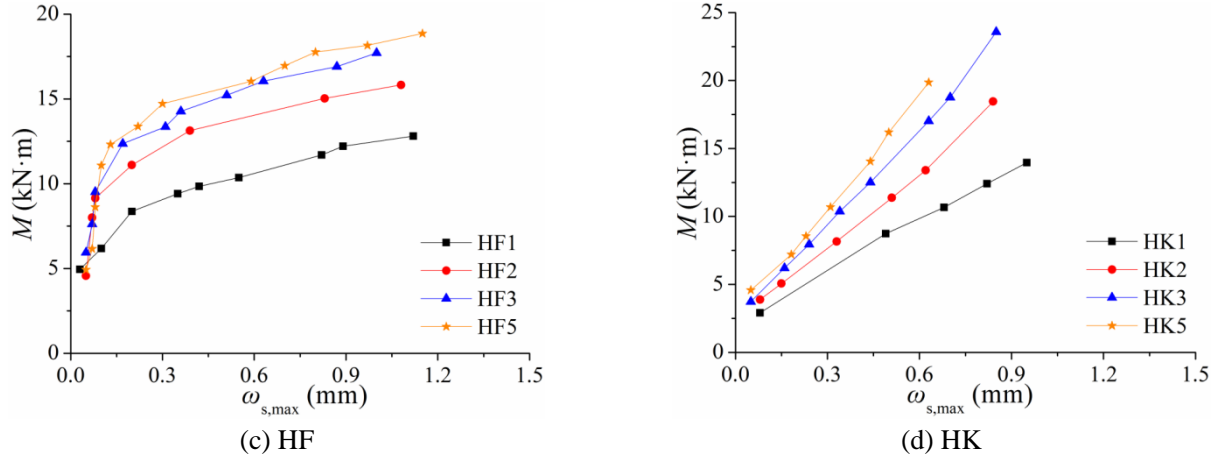 20
15
10
5
0
M (kN·m)
HF1
HF2
HF3
HF5
0.0 0.3 0.6 0.9 1.2 1.5
ω_s,max (mm)
(c) HF
25
20
15
10
5
0
M (kN·m)
HK1
HK2
HK3
HK5
0.0 0.3 0.6 0.9 1.2 1.5
ω_s,max (mm)
(d) HK